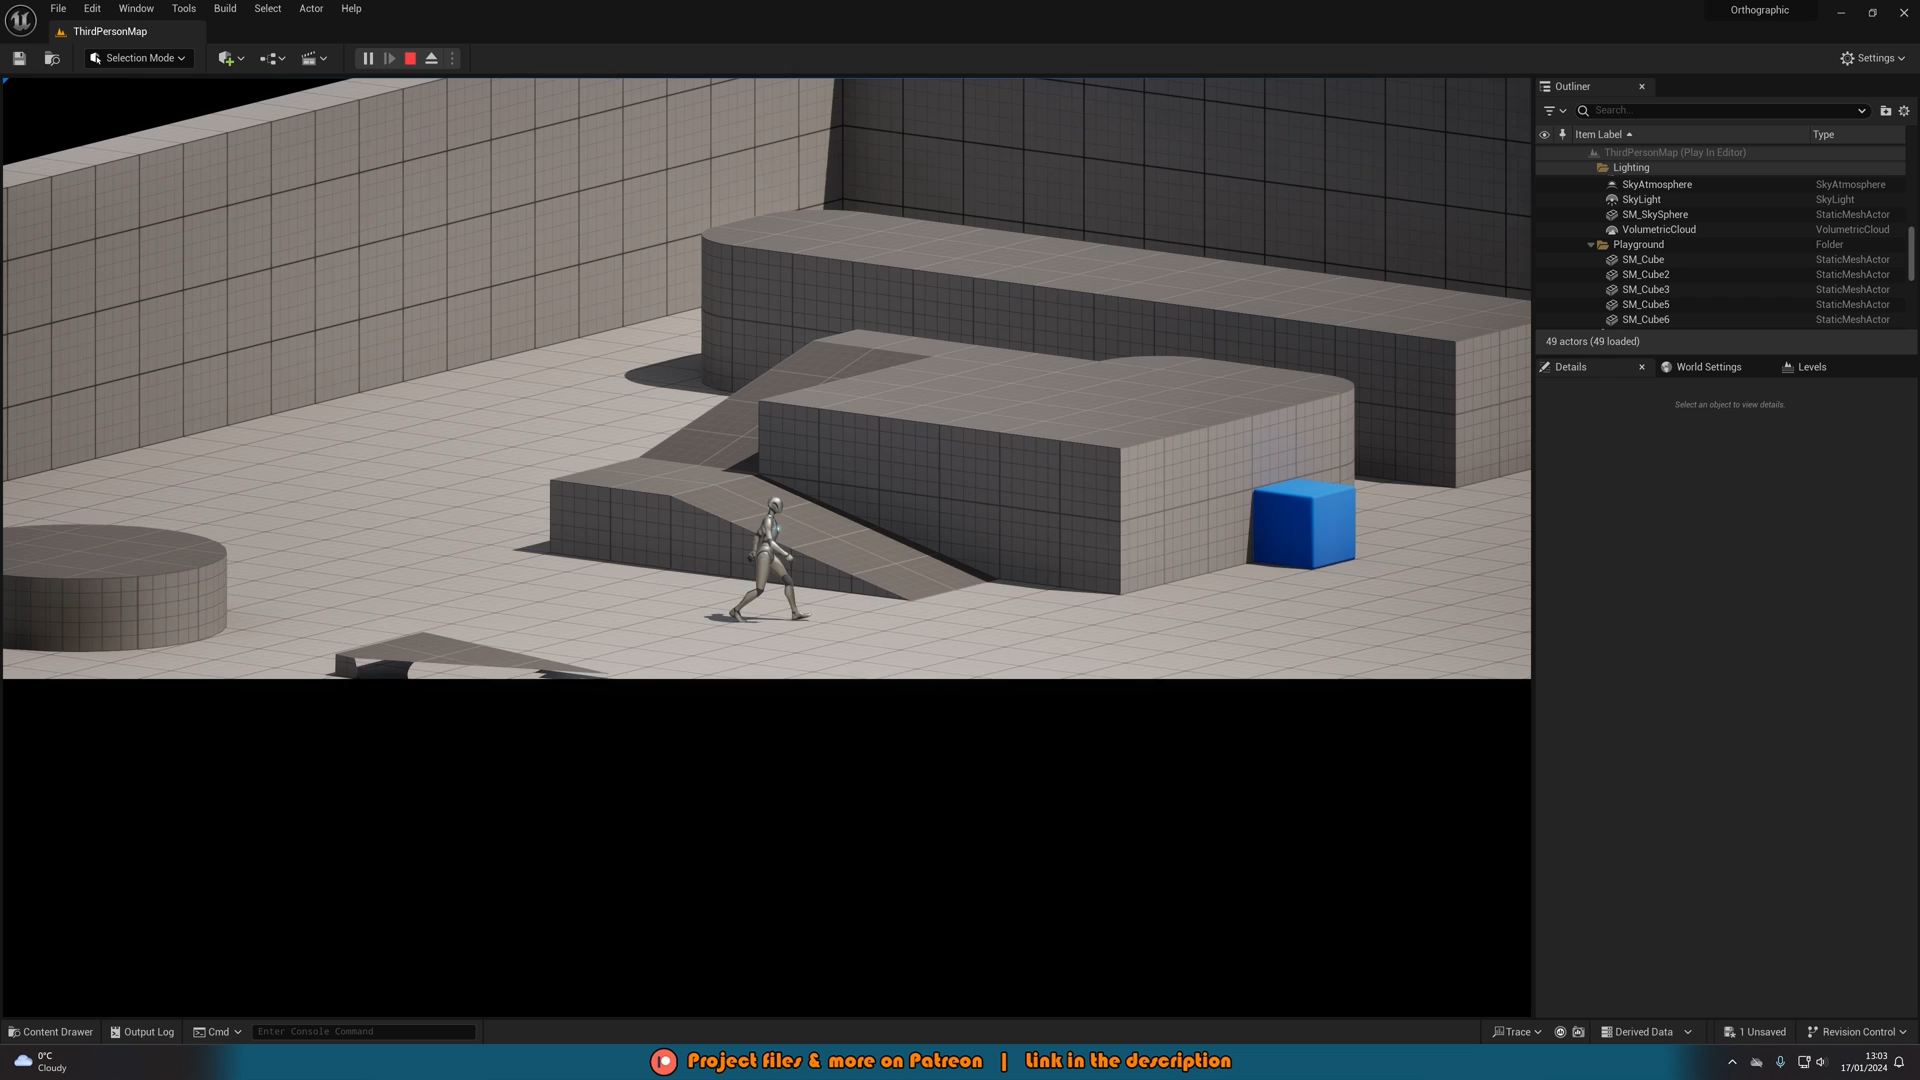 File Edit Window Tools Build Select Actor Help
Orthographic
ThirdPersonMap
Selection Mode
Settings
Outliner
Search...
Item Label Type
ThirdPersonMap (Play In Editor)
Lighting
SkyAtmosphere SkyAtmosphere
SkyLight SkyLight
SM_SkySphere StaticMeshActor
VolumetricCloud VolumetricCloud
Playground Folder
SM_Cube StaticMeshActor
SM_Cube2 StaticMeshActor
SM_Cube3 StaticMeshActor
SM_Cube5 StaticMeshActor
SM_Cube6 StaticMeshActor
49 actors (49 loaded)
Details World Settings Levels
Select an object to view details.
Content Drawer Output Log Cmd Enter Console Command Trace Derived Data 1 Unsaved Revision Control
0°C
Cloudy
Project files & more on Patreon | Link in the description
13:03
17/01/2024